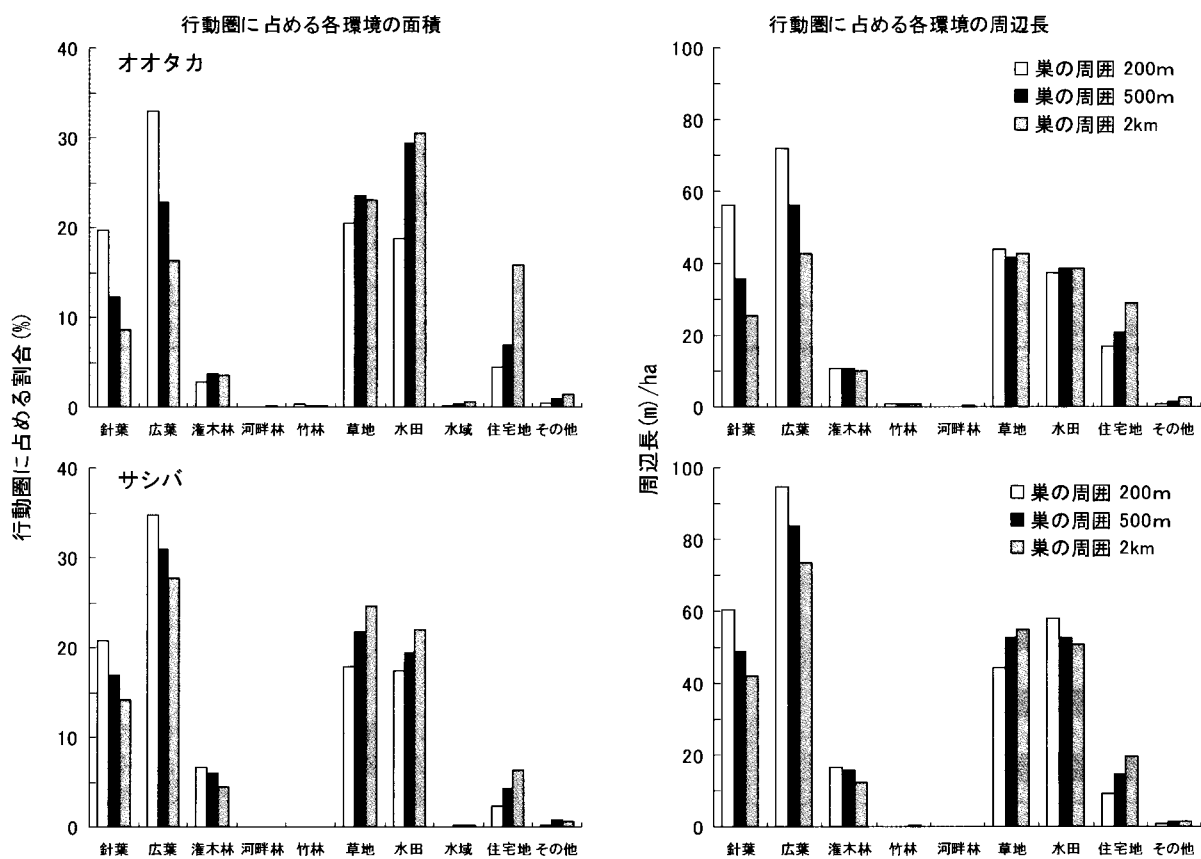 行動圏に占める各環境の面積
行動圏に占める各環境の周辺長
行動圏に占める割合(%)
オオタカ
40
30
20
10
0
針葉 広葉 潅木林 河畔林 竹林 草地 水田 水域 住宅地 その他
サシバ
40
30
20
10
0
針葉 広葉 潅木林 河畔林 竹林 草地 水田 水域 住宅地 その他
周辺長(m)/ha
100
80
60
40
20
0
巣の周囲 200m
巣の周囲 500m
巣の周囲 2km
針葉 広葉 潅木林 竹林 河畔林 草地 水田 住宅地 その他
100
80
60
40
20
0
巣の周囲 200m
巣の周囲 500m
巣の周囲 2km
針葉 広葉 潅木林 竹林 河畔林 草地 水田 住宅地 その他